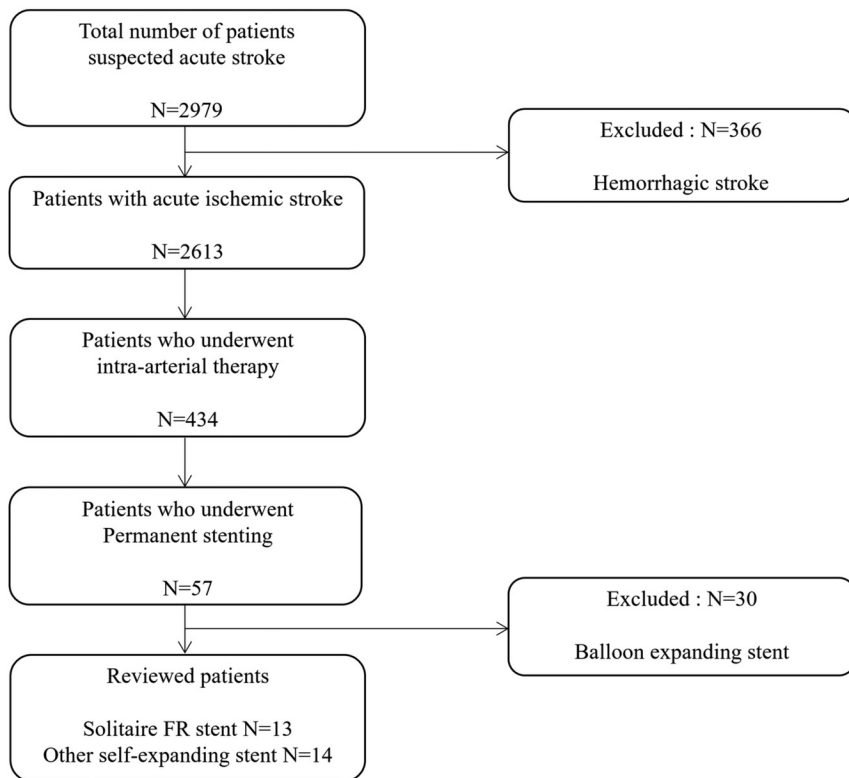 Total number of patients
suspected acute stroke
N=2979
Excluded : N=366
Hemorrhagic stroke
Patients with acute ischemic stroke
N=2613
Patients who underwent
intra-arterial therapy
N=434
Patients who underwent
Permanent stenting
N=57
Excluded : N=30
Balloon expanding stent
Reviewed patients
Solitaire FR stent N=13
Other self-expanding stent N=14